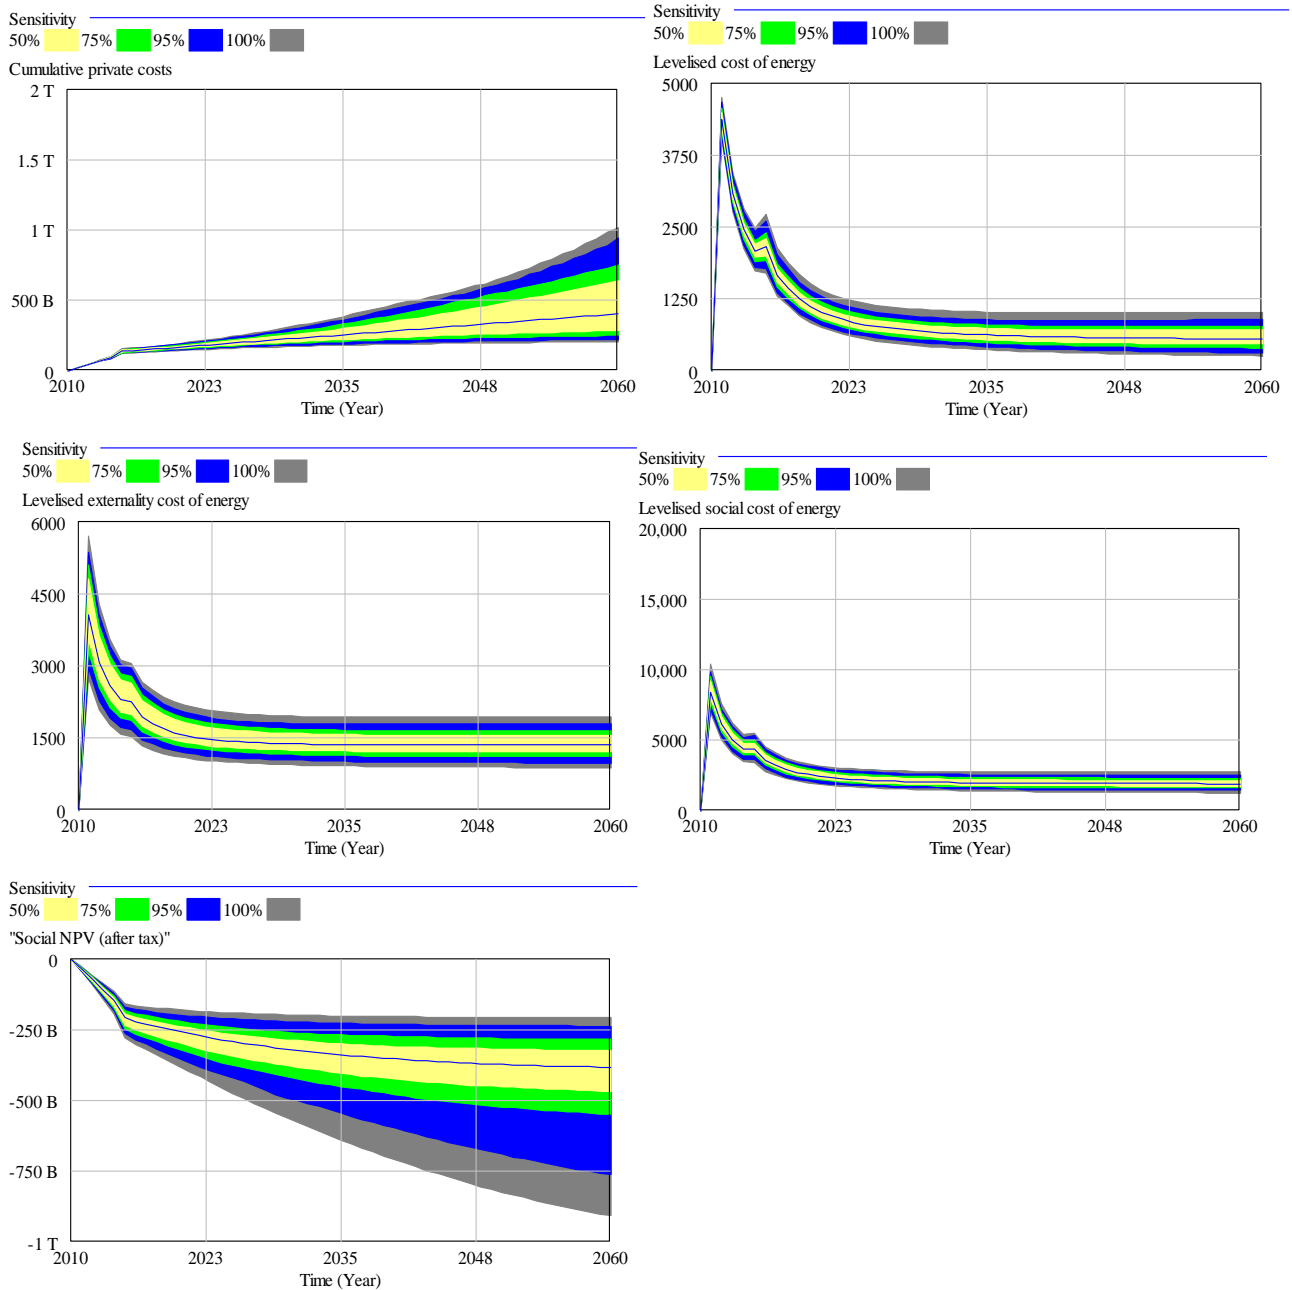 Sensitivity
50% 75% 95% 100%
Cumulative private costs
2 T
1.5 T
1 T
500 B
0
2010 2023 2035 2048 2060
Time (Year)
Sensitivity
50% 75% 95% 100%
Levelised cost of energy
5000
3750
2500
1250
0
2010 2023 2035 2048 2060
Time (Year)
Sensitivity
50% 75% 95% 100%
Levelised externality cost of energy
6000
4500
3000
1500
0
2010 2023 2035 2048 2060
Time (Year)
Sensitivity
50% 75% 95% 100%
Levelised social cost of energy
20,000
15,000
10,000
5000
0
2010 2023 2035 2048 2060
Time (Year)
Sensitivity
50% 75% 95% 100%
"Social NPV (after tax)"
0
-250 B
-500 B
-750 B
-1 T
2010 2023 2035 2048 2060
Time (Year)